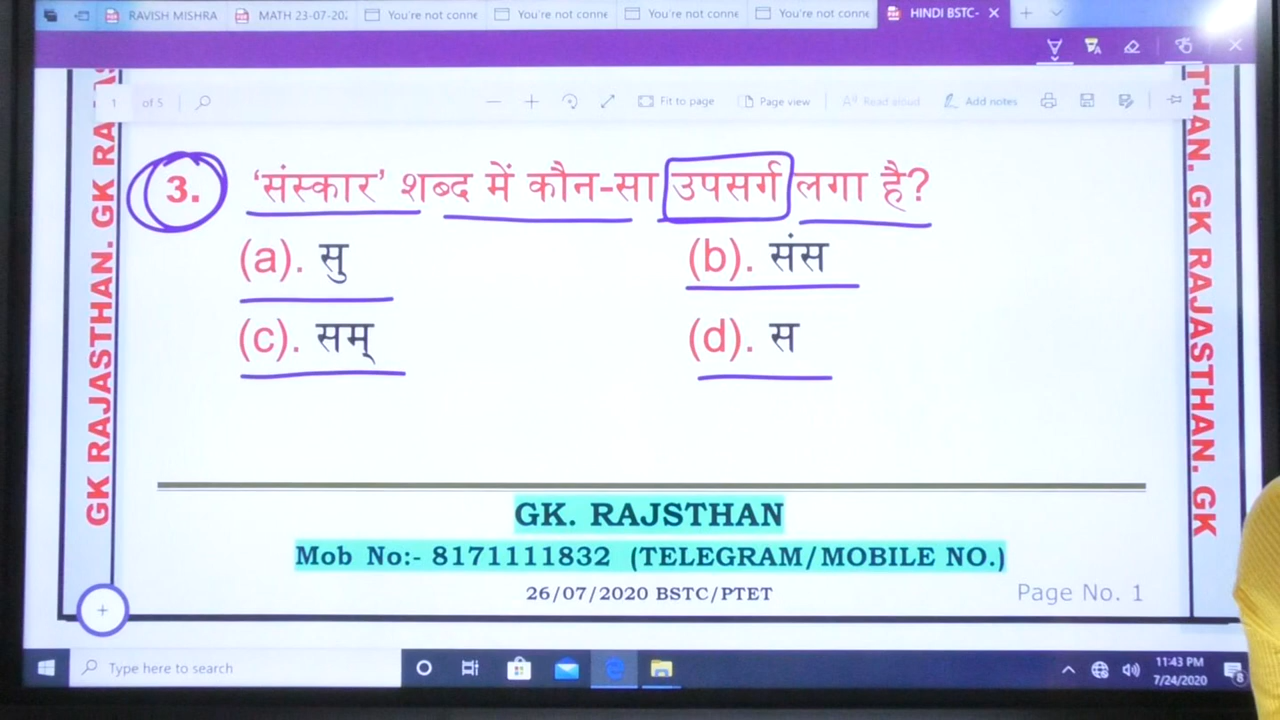 RAVISH MISHRA
MATH 23-07-202
You're not conne
You're not conne
You're not conne
You're not conne
HINDI BSTC-
1 of 5
Fit to page
Page view
Read aloud
Add notes
3. 'संस्कार' शब्द में कौन-सा उपसर्ग लगा है?
(a). सु
(b). संस
(c). सम्
(d). स
GK RAJASTHAN. GK RA
THAN. GK RAJASTHAN. GK
GK. RAJSTHAN
Mob No:- 8171111832 (TELEGRAM/MOBILE NO.)
26/07/2020 BSTC/PTET
Page No. 1
Type here to search
11:43 PM
7/24/2020
8